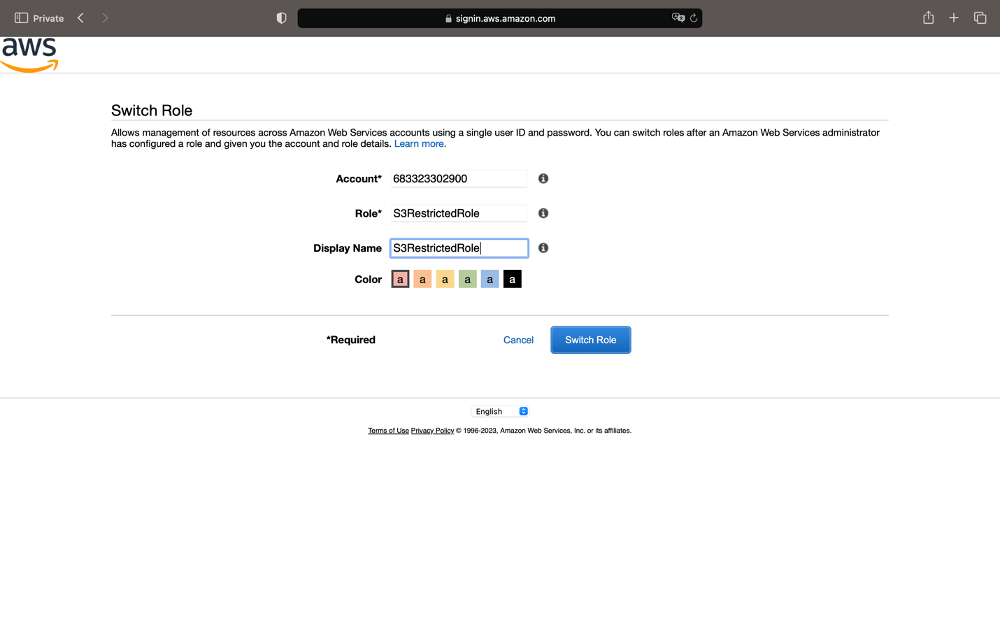 Private
signin.aws.amazon.com
aws
Switch Role
Allows management of resources across Amazon Web Services accounts using a single user ID and password. You can switch roles after an Amazon Web Services administrator
has configured a role and given you the account and role details. Learn more.
Account* 683323302900
Role* S3RestrictedRole
Display Name S3RestrictedRole
Color a a a a a a
*Required Cancel Switch Role
English
Terms of Use Privacy Policy © 1996-2023, Amazon Web Services, Inc. or its affiliates.